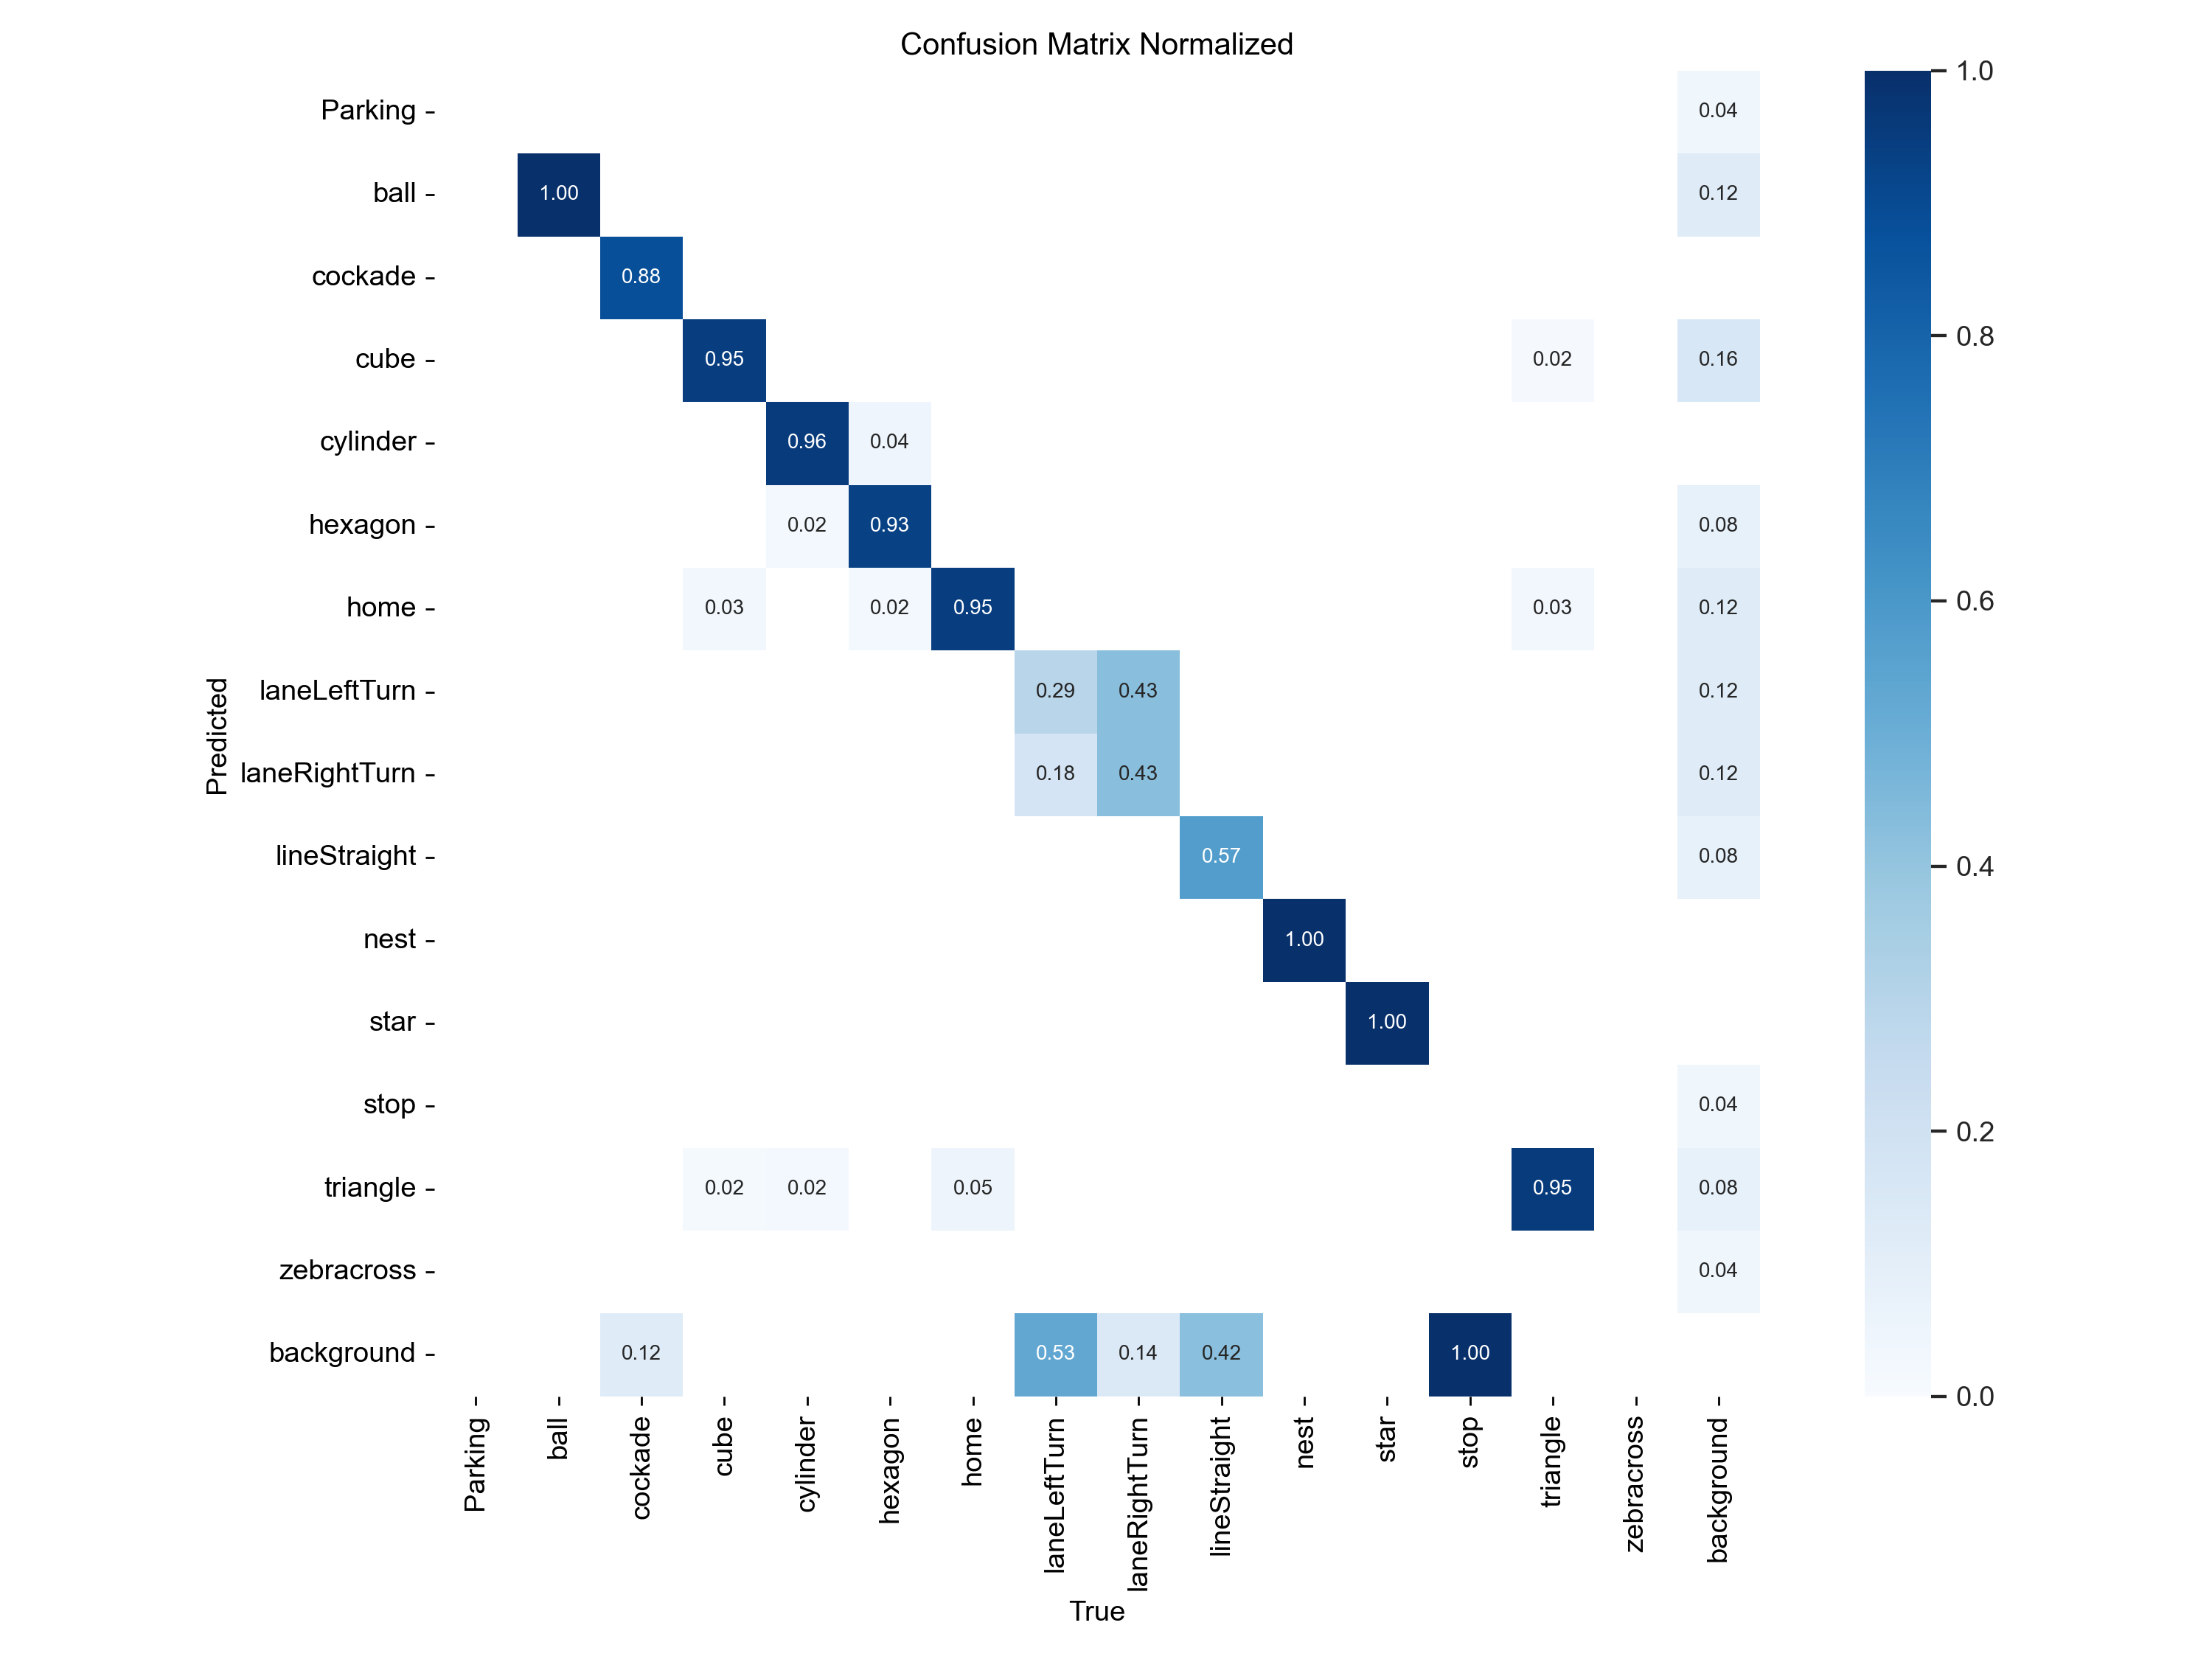 Confusion Matrix Normalized
Parking 0.04
ball 1.00 0.12
cockade 0.88
cube 0.95 0.02 0.16
cylinder 0.96 0.04
hexagon 0.02 0.93 0.08
home 0.03 0.02 0.95 0.03 0.12
laneLeftTurn 0.29 0.43 0.12
laneRightTurn 0.18 0.43 0.12
lineStraight 0.57 0.08
nest 1.00
star 1.00
stop 0.04
triangle 0.02 0.02 0.05 0.95 0.08
zebracross 0.04
background 0.12 0.53 0.14 0.42 1.00
Predicted
Parking
ball
cockade
cube
cylinder
hexagon
home
laneLeftTurn
laneRightTurn
lineStraight
nest
star
stop
triangle
zebracross
background
True
1.0
0.8
0.6
0.4
0.2
0.0